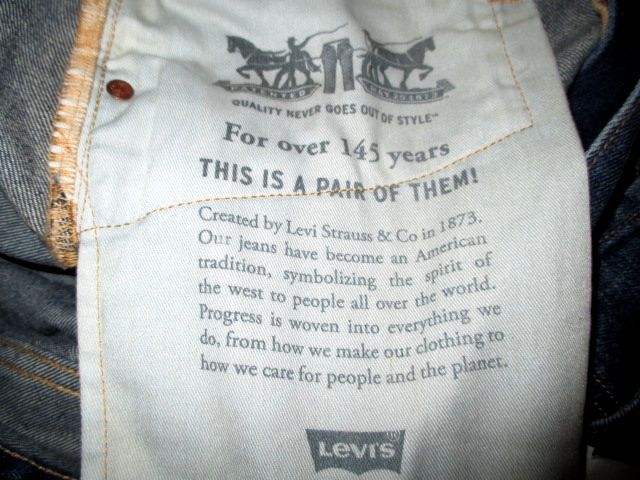 PATENTED RIVETED
QUALITY NEVER GOES OUT OF STYLE™
For over 145 years
THIS IS A PAIR OF THEM!
Created by Levi Strauss & Co in 1873.
Our jeans have become an American
tradition, symbolizing the spirit of
the west to people all over the world.
Progress is woven into everything we
do, from how we make our clothing to
how we care for people and the planet.
LEVI'S®